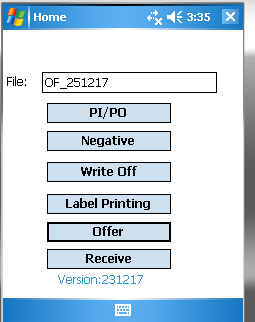 Home 3:35
File: OF_251217
PI/PO
Negative
Write Off
Label Printing
Offer
Receive
Version:231217